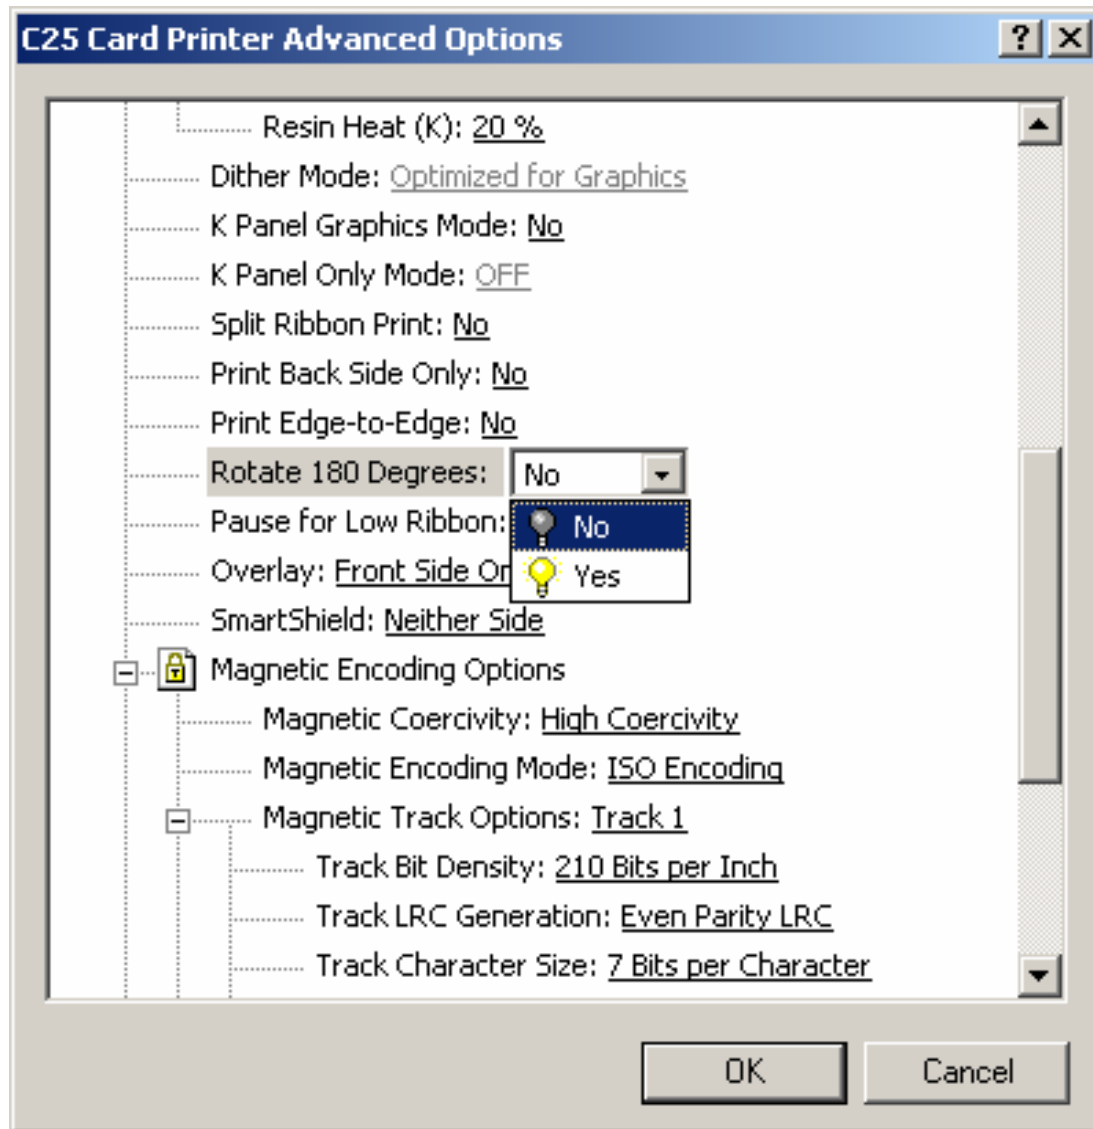 C25 Card Printer Advanced Options
Resin Heat (K): 20 %
Dither Mode: Optimized for Graphics
K Panel Graphics Mode: No
K Panel Only Mode: OFF
Split Ribbon Print: No
Print Back Side Only: No
Print Edge-to-Edge: No
Rotate 180 Degrees: No
Pause for Low Ribbon: No
Overlay: Front Side Yes
SmartShield: Neither Side
Magnetic Encoding Options
Magnetic Coercivity: High Coercivity
Magnetic Encoding Mode: ISO Encoding
Magnetic Track Options: Track 1
Track Bit Density: 210 Bits per Inch
Track LRC Generation: Even Parity LRC
Track Character Size: 7 Bits per Character
OK Cancel